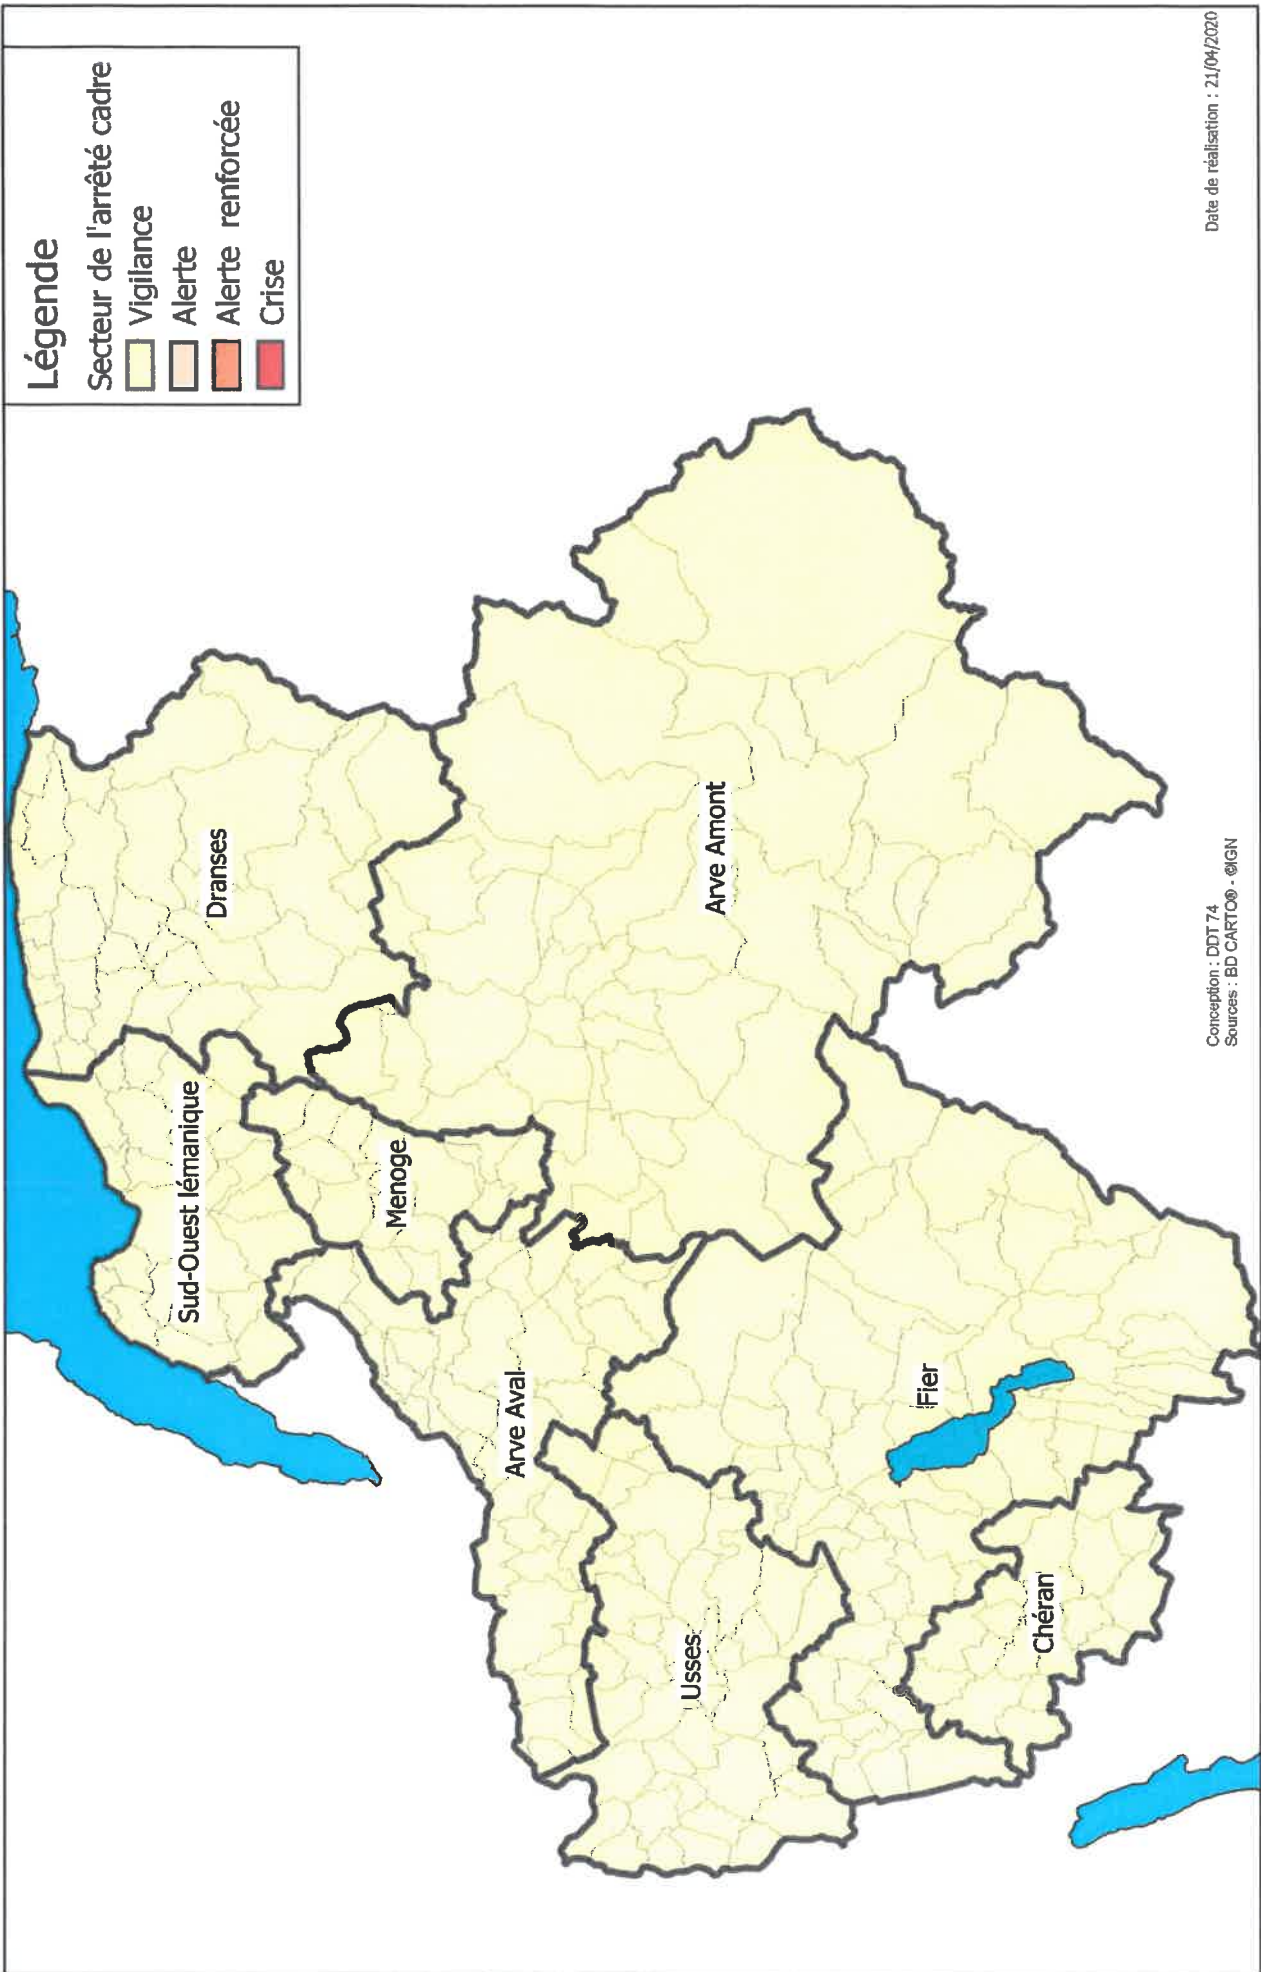 Légende
Secteur de l'arrêté cadre
Vigilance
Alerte
Alerte renforcée
Crise
Dranses
Sud-Ouest lémanique
Menoge
Arve Amont
Arve Aval
Fier
Usses
Chéran
Conception : DDT 74
Sources : BD CARTO® - ©IGN
Date de réalisation : 21/04/2020